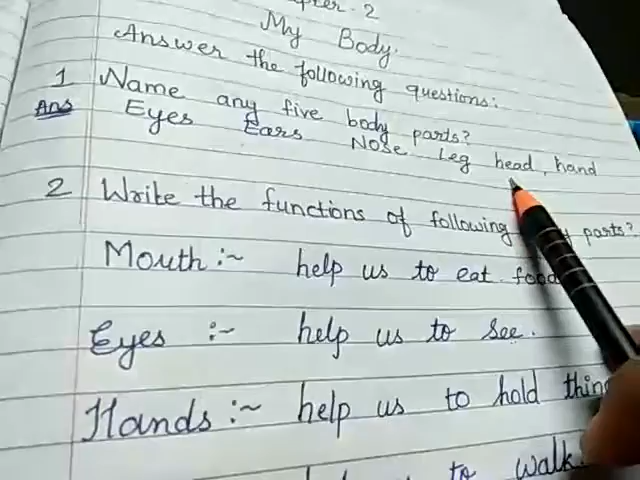 2
My Body.
Answer the following questions:
1 Name any five body parts?
Ans Eyes Ears Nose Leg head, hand
2 Write the functions of following parts?
Mouth :~ help us to eat food
Eyes :~ help us to see.
Hands :~ help us to hold
to walk.